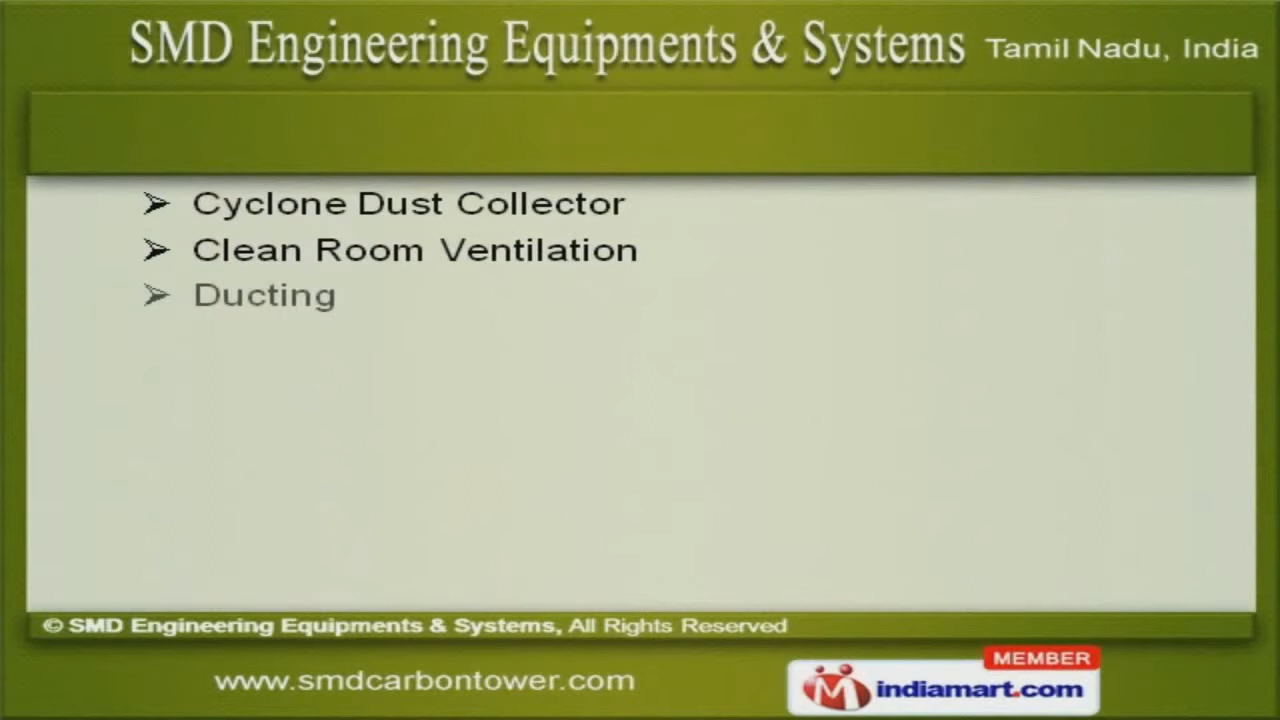 SMD Engineering Equipments & Systems Tamil Nadu, India
➢ Cyclone Dust Collector
➢ Clean Room Ventilation
➢ Ducting
© SMD Engineering Equipments & Systems, All Rights Reserved
www.smdcarbontower.com
MEMBER
indiamart.com